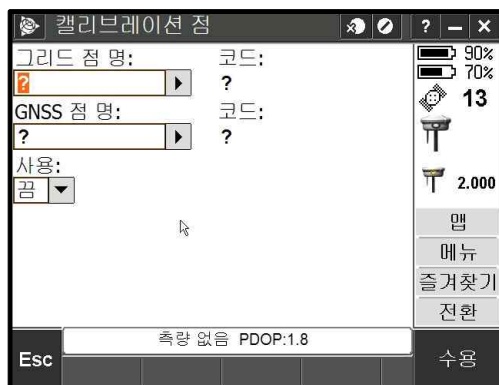 캘리브레이션 점
? – ×
그리드 점 명:
코드:
?
?
GNSS 점 명:
코드:
?
?
사용:
끔
90%
70%
13
2.000
맵
메뉴
즐겨찾기
전환
측량 없음 PDOP:1.8
Esc
수용